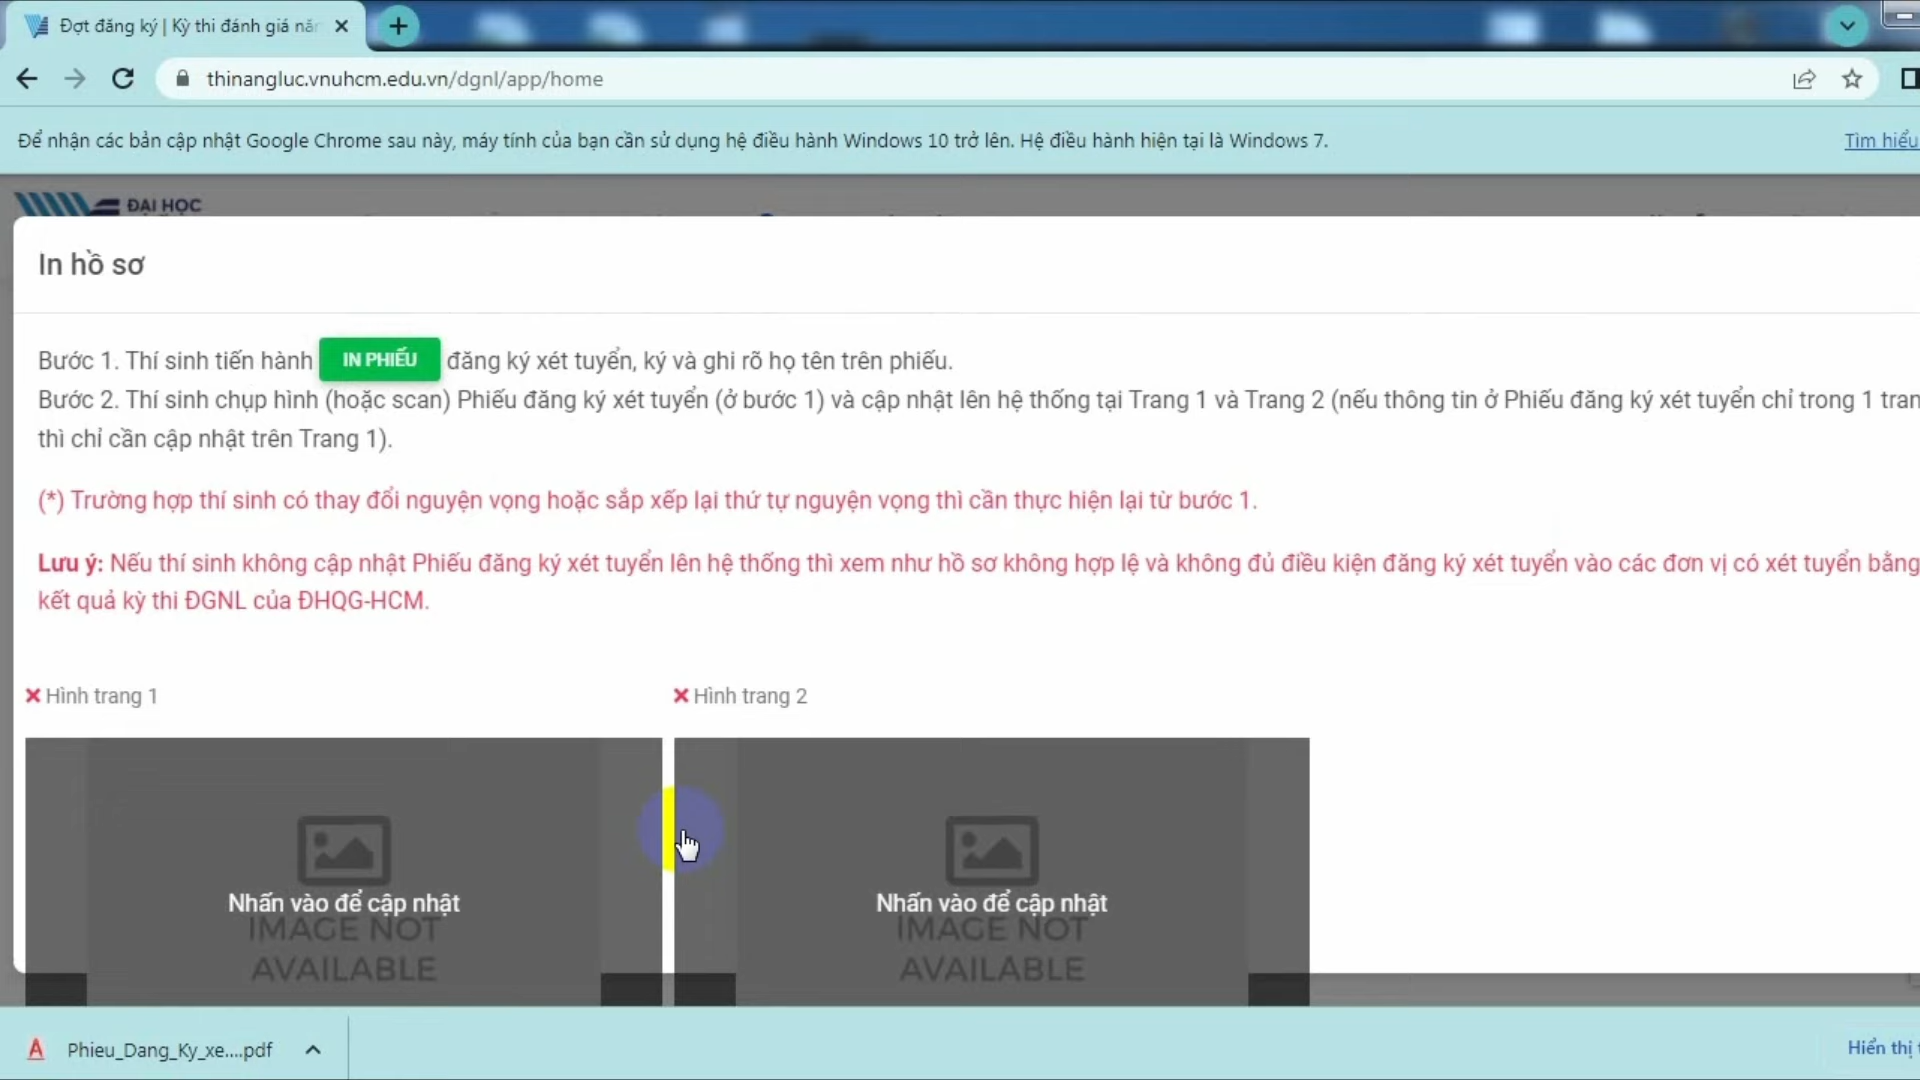 Đợt đăng ký | Kỳ thi đánh giá năn
thinangluc.vnuhcm.edu.vn/dgnl/app/home
Để nhận các bản cập nhật Google Chrome sau này, máy tính của bạn cần sử dụng hệ điều hành Windows 10 trở lên. Hệ điều hành hiện tại là Windows 7.
Tìm hiểu
ĐẠI HỌC
In hồ sơ
Bước 1. Thí sinh tiến hành IN PHIẾU đăng ký xét tuyển, ký và ghi rõ họ tên trên phiếu.
Bước 2. Thí sinh chụp hình (hoặc scan) Phiếu đăng ký xét tuyển (ở bước 1) và cập nhật lên hệ thống tại Trang 1 và Trang 2 (nếu thông tin ở Phiếu đăng ký xét tuyển chỉ trong 1 tran
thì chỉ cần cập nhật trên Trang 1).
(*) Trường hợp thí sinh có thay đổi nguyện vọng hoặc sắp xếp lại thứ tự nguyện vọng thì cần thực hiện lại từ bước 1.
Lưu ý: Nếu thí sinh không cập nhật Phiếu đăng ký xét tuyển lên hệ thống thì xem như hồ sơ không hợp lệ và không đủ điều kiện đăng ký xét tuyển vào các đơn vị có xét tuyển bằng
kết quả kỳ thi ĐGNL của ĐHQG-HCM.
Hình trang 1
Hình trang 2
Nhấn vào để cập nhật
IMAGE NOT
AVAILABLE
Nhấn vào để cập nhật
IMAGE NOT
AVAILABLE
Phieu_Dang_Ky_xe....pdf
Hiển thị